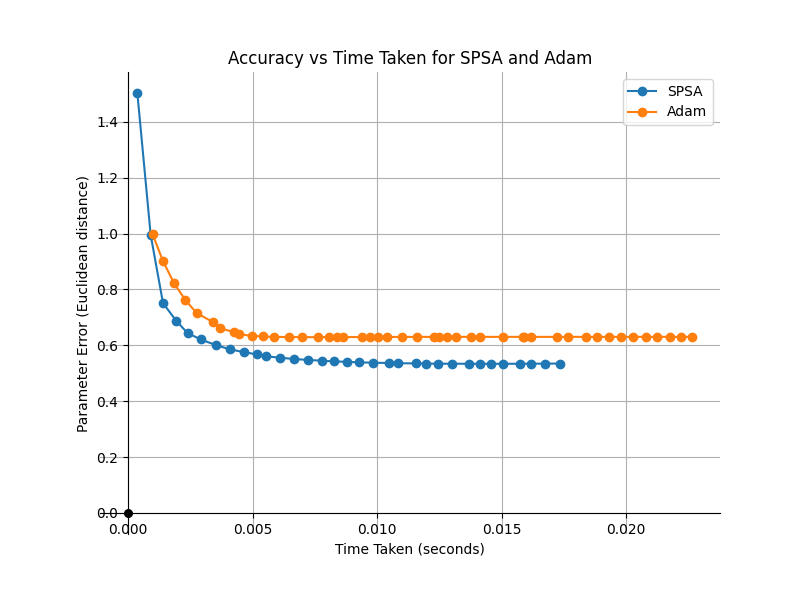 Accuracy vs Time Taken for SPSA and Adam
SPSA
Adam
Parameter Error (Euclidean distance)
1.4
1.2
1.0
0.8
0.6
0.4
0.2
0.0
0.000 0.005 0.010 0.015 0.020
Time Taken (seconds)